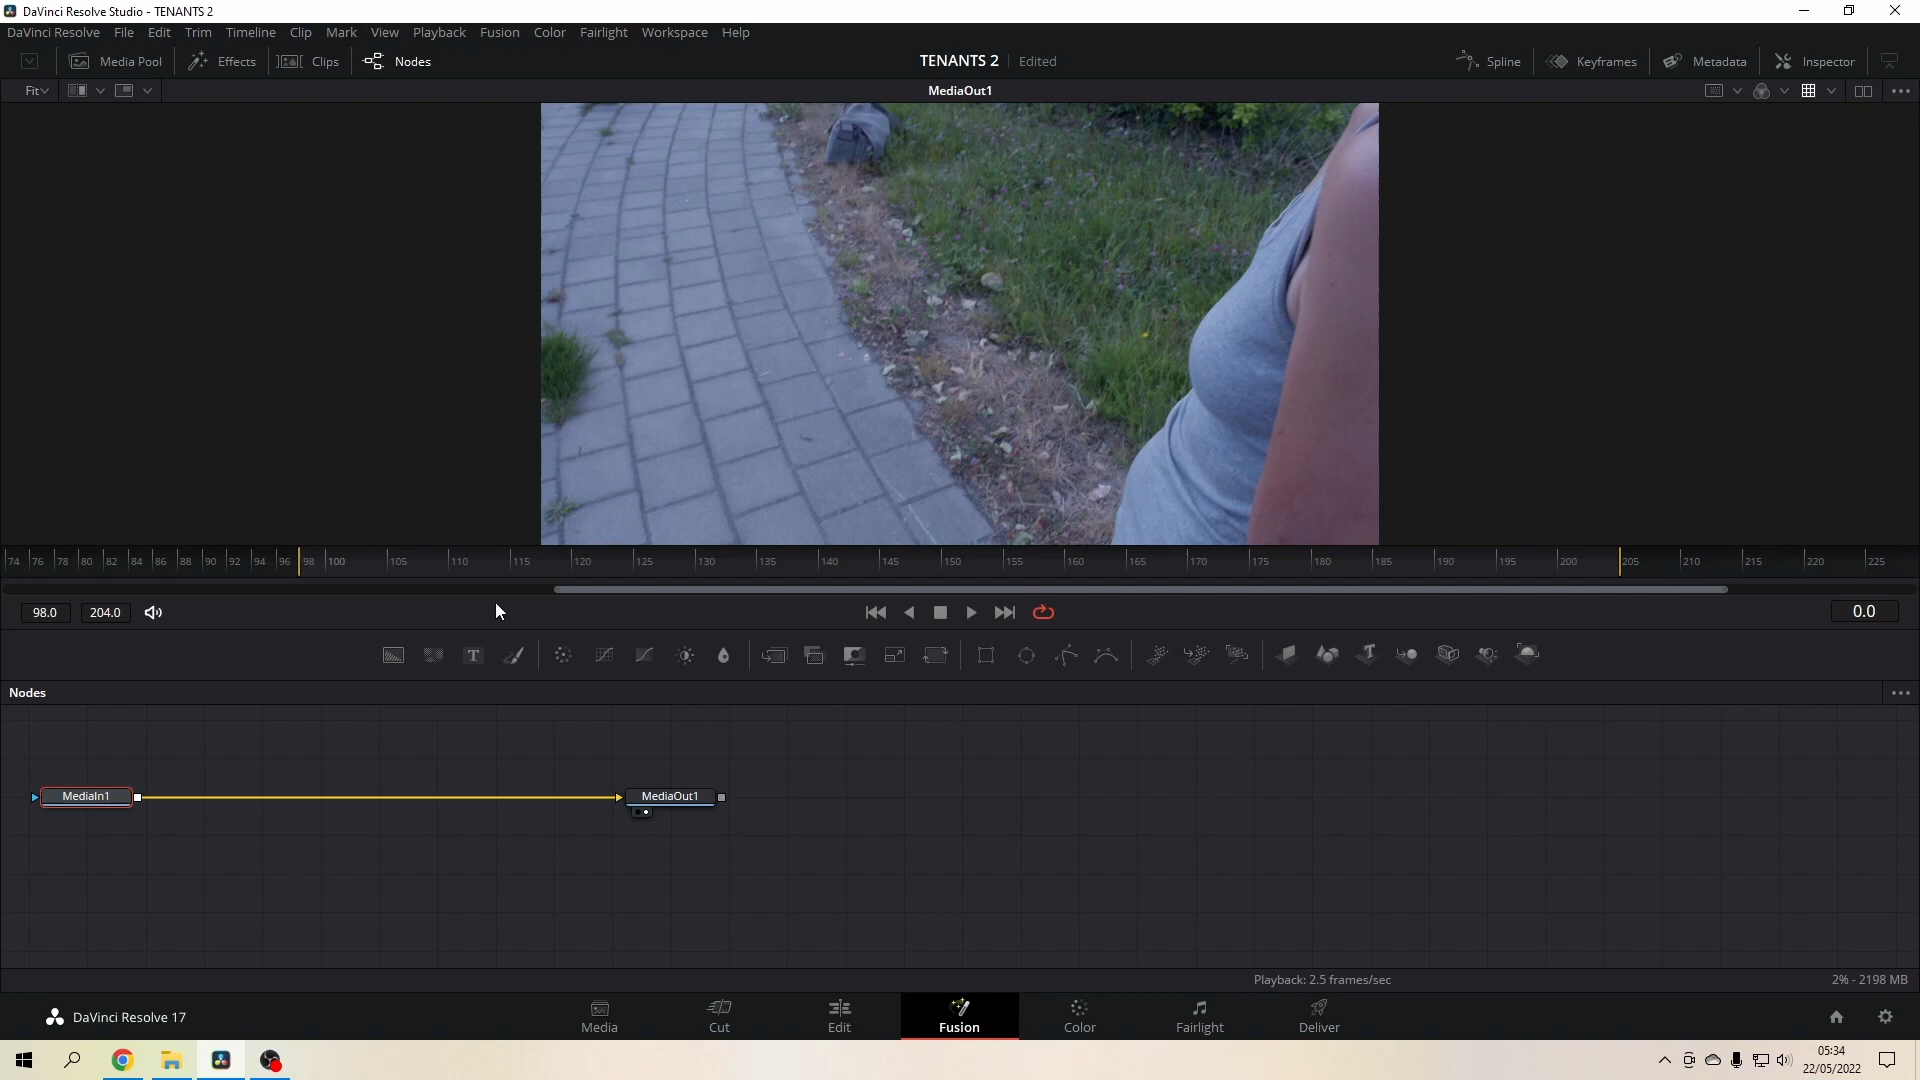 DaVinci Resolve Studio - TENANTS 2
DaVinci Resolve File Edit Trim Timeline Clip Mark View Playback Fusion Color Fairlight Workspace Help
Media Pool Effects Clips Nodes TENANTS 2 Edited Spline Keyframes Metadata Inspector
Fit MediaOut1
74 76 78 80 82 84 86 88 90 92 94 96 98 100 105 110 115 120 125 130 135 140 145 150 155 160 165 170 175 180 185 190 195 200 205 210 215 220 225
98.0 204.0 0.0
T
Nodes
MediaIn1 MediaOut1
Playback: 2.5 frames/sec 2% - 2198 MB
DaVinci Resolve 17 Media Cut Edit Fusion Color Fairlight Deliver
05:34
22/05/2022